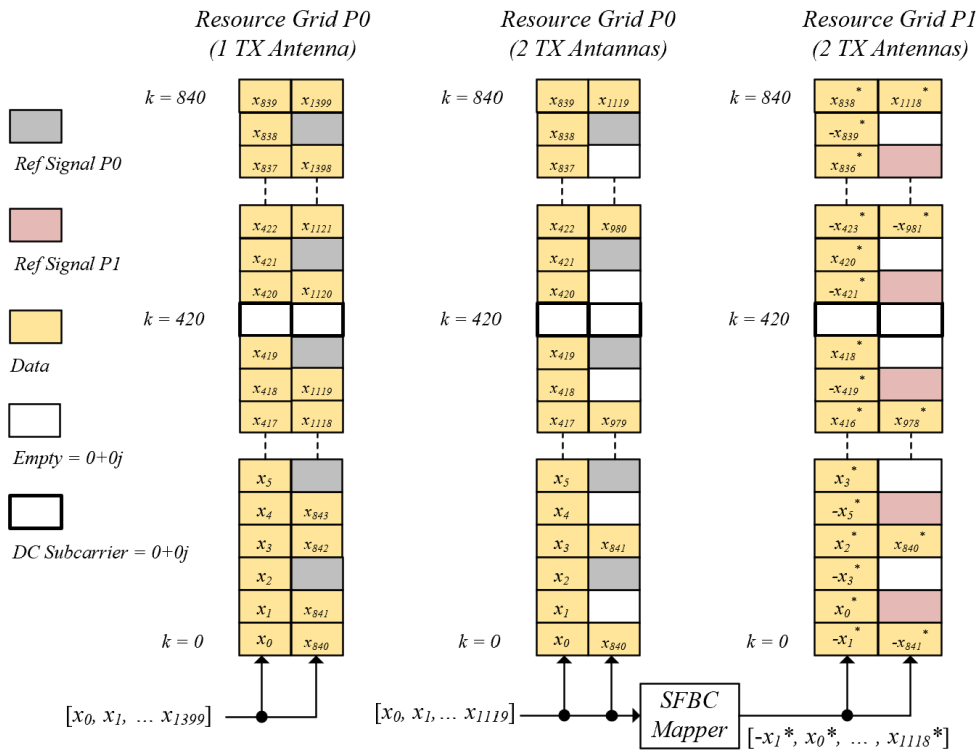 Resource Grid P0
(1 TX Antenna)
Resource Grid P0
(2 TX Antannas)
Resource Grid P1
(2 TX Antennas)
Ref Signal P0
Ref Signal P1
Data
Empty = 0+0j
DC Subcarrier = 0+0j
k = 840
x839 x1399
x838
x837 x1398
x422 x1121
x421
x420 x1120
k = 420
x419
x418 x1119
x417 x1118
x5
x4 x843
x3 x842
x2
x1 x841
k = 0
x0 x840
[x0, x1, ... x1399]
k = 840
x839 x1119
x838
x837
x422 x980
x421
x420
k = 420
x419
x418
x417 x979
x5
x4
x3 x841
x2
x1
k = 0
x0 x840
[x0, x1,... x1119]
SFBC
Mapper
k = 840
x838* x1118*
-x839*
x836*
-x423* -x981*
x420*
-x421*
k = 420
x418*
-x419*
x416* x978*
x3*
-x5*
x2* x840*
-x3*
x0*
k = 0
-x1* -x841*
[-x1*, x0*, ... , x1118*]